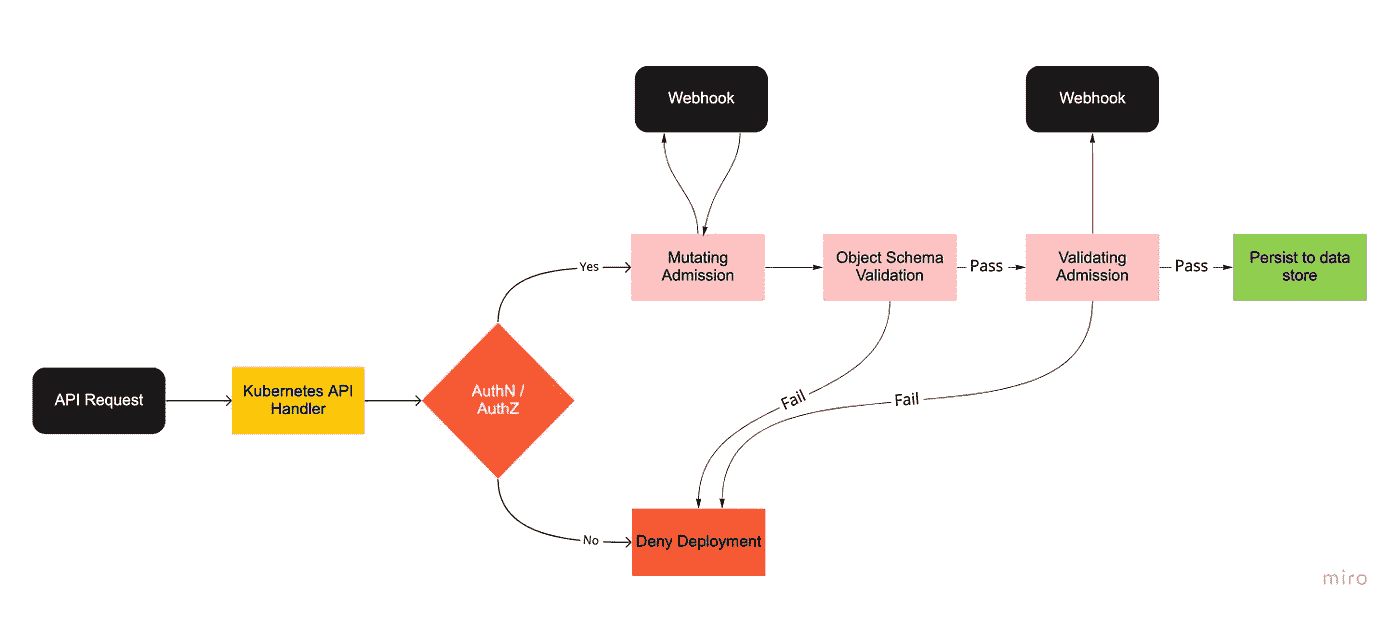 Webhook
Webhook
Yes
Mutating
Admission
Object Schema
Validation
Pass
Validating
Admission
Pass
Persist to data
store
API Request
Kubernetes API
Handler
AuthN /
AuthZ
Fail
Fail
No
Deny Deployment
miro